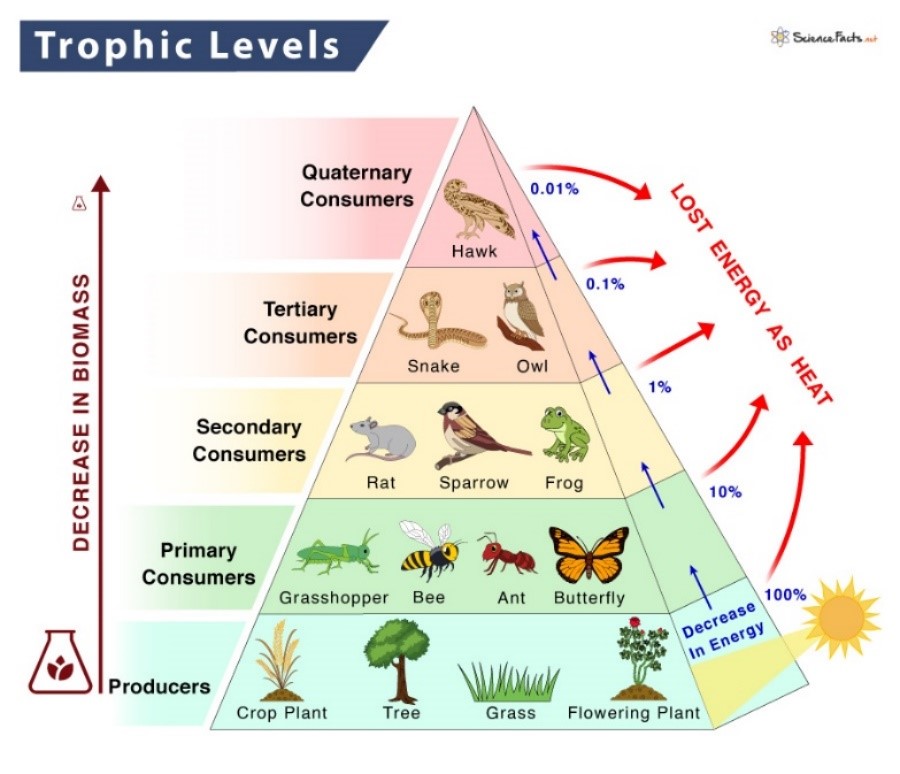 Trophic Levels
ScienceFacts.net
Quaternary
Consumers
0.01%
Hawk
LOST ENERGY AS HEAT
0.1%
Tertiary
Consumers
Snake Owl
DECREASE IN BIOMASS
1%
Secondary
Consumers
Rat Sparrow Frog
10%
Primary
Consumers
Grasshopper Bee Ant Butterfly
100%
Decrease
In Energy
Producers
Crop Plant Tree Grass Flowering Plant